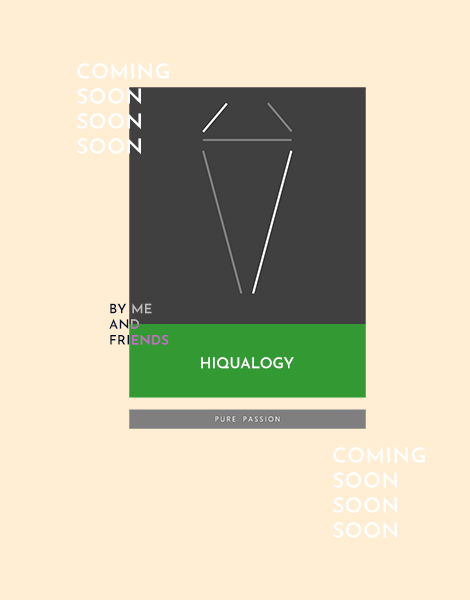 COMING
SOON
SOON
SOON
BY ME
AND
FRIENDS
HIQUALOGY
PURE PASSION
COMING
SOON
SOON
SOON